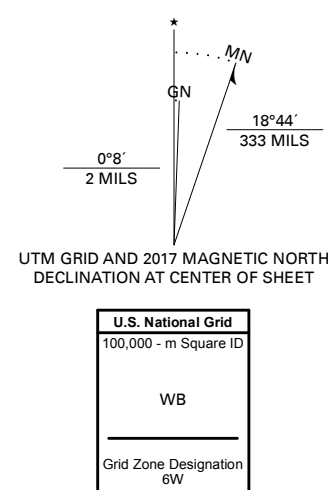 ★
MN
GN
18°44´
333 MILS
0°8´
2 MILS
UTM GRID AND 2017 MAGNETIC NORTH
DECLINATION AT CENTER OF SHEET
U.S. National Grid
100,000 - m Square ID
WB
Grid Zone Designation
6W